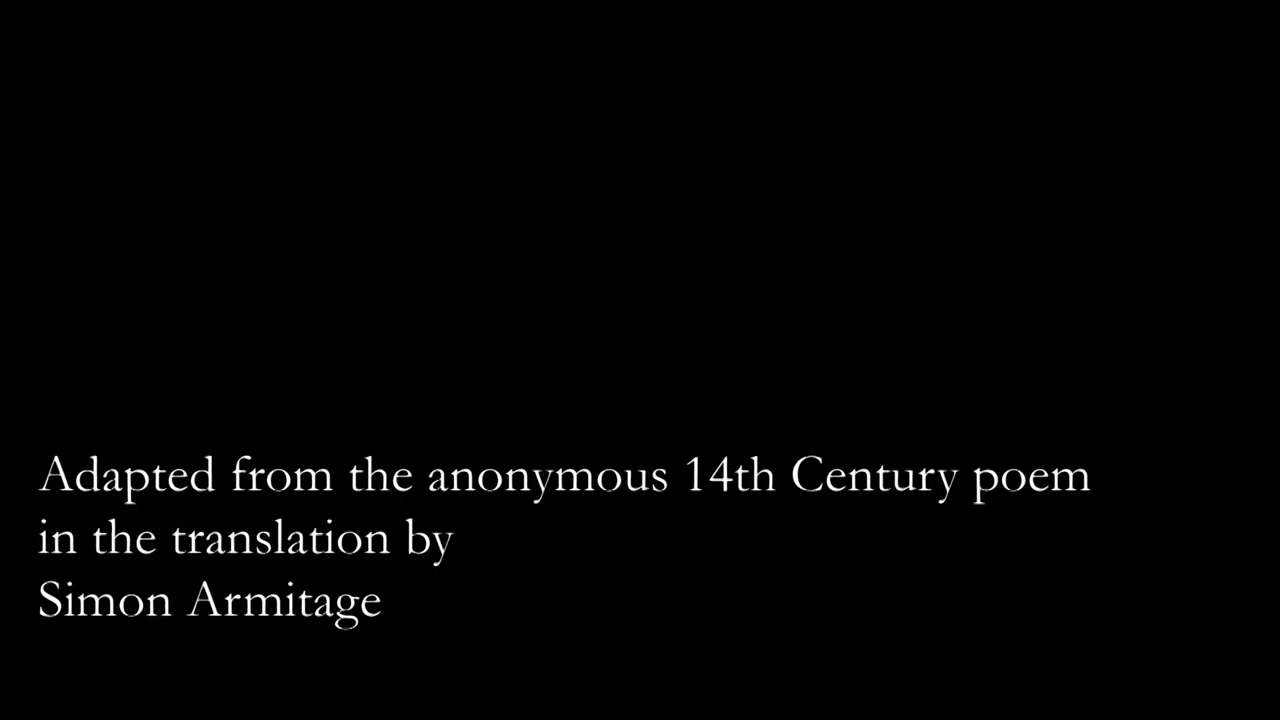 Adapted from the anonymous 14th Century poem
in the translation by
Simon Armitage